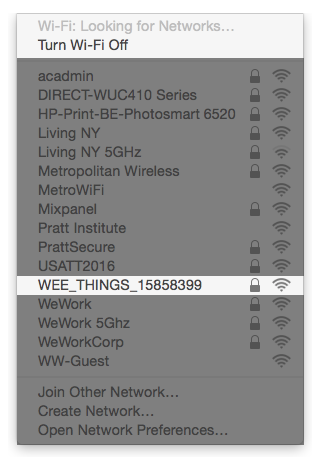 Wi-Fi: Looking for Networks…
Turn Wi-Fi Off
acadmin
DIRECT-WUC410 Series
HP-Print-BE-Photosmart 6520
Living NY
Living NY 5GHz
Metropolitan Wireless
MetroWiFi
Mixpanel
Pratt Institute
PrattSecure
USATT2016
WEE_THINGS_15858399
WeWork
WeWork 5Ghz
WeWorkCorp
WW-Guest
Join Other Network…
Create Network…
Open Network Preferences…